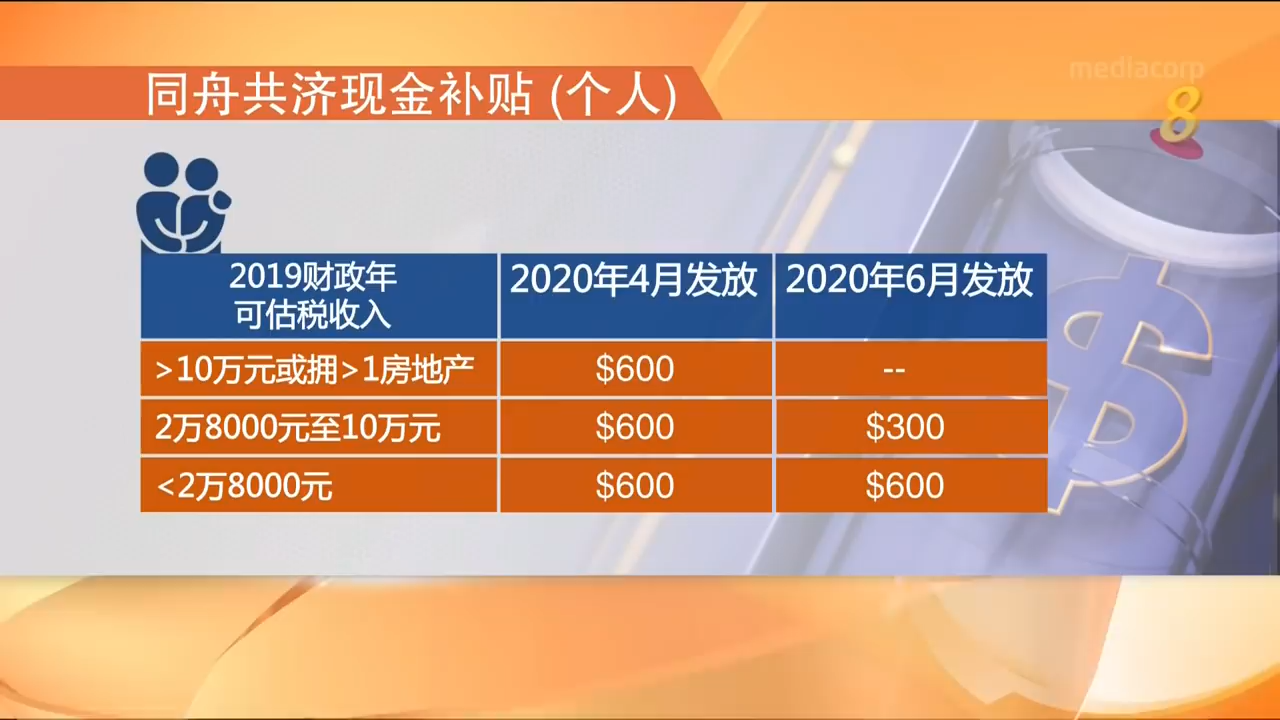 mediacorp
8
同舟共济现金补贴 (个人)
2019财政年
可估税收入
2020年4月发放
2020年6月发放
>10万元或拥>1房地产
$600
--
2万8000元至10万元
$600
$300
<2万8000元
$600
$600